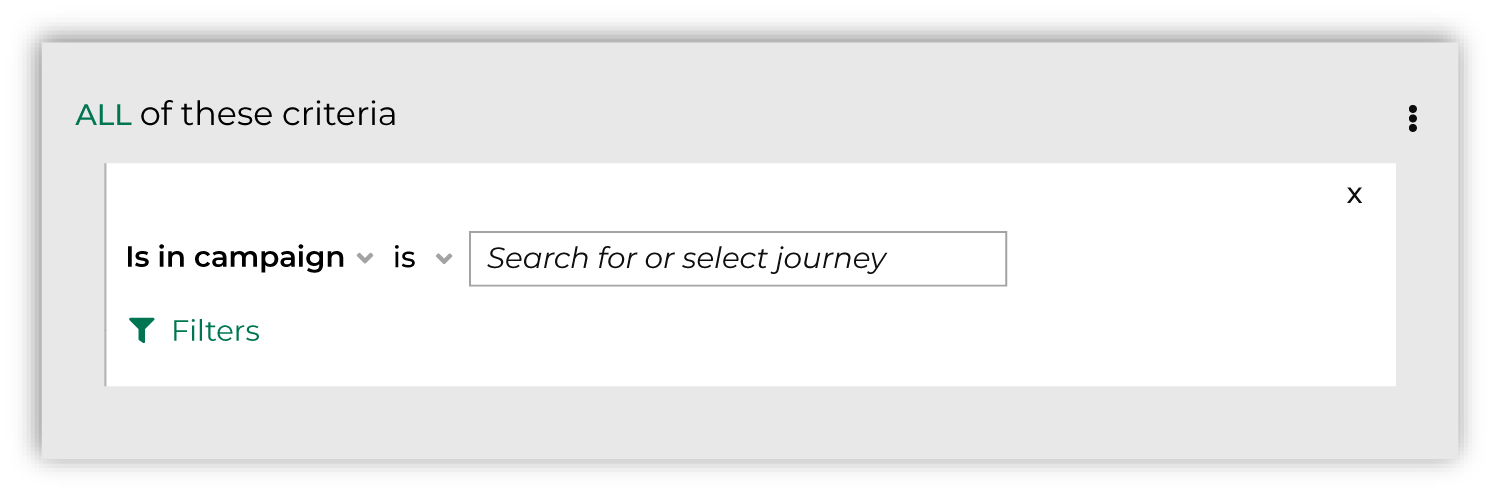 ALL of these criteria
x
Is in campaign is Search for or select journey
Filters